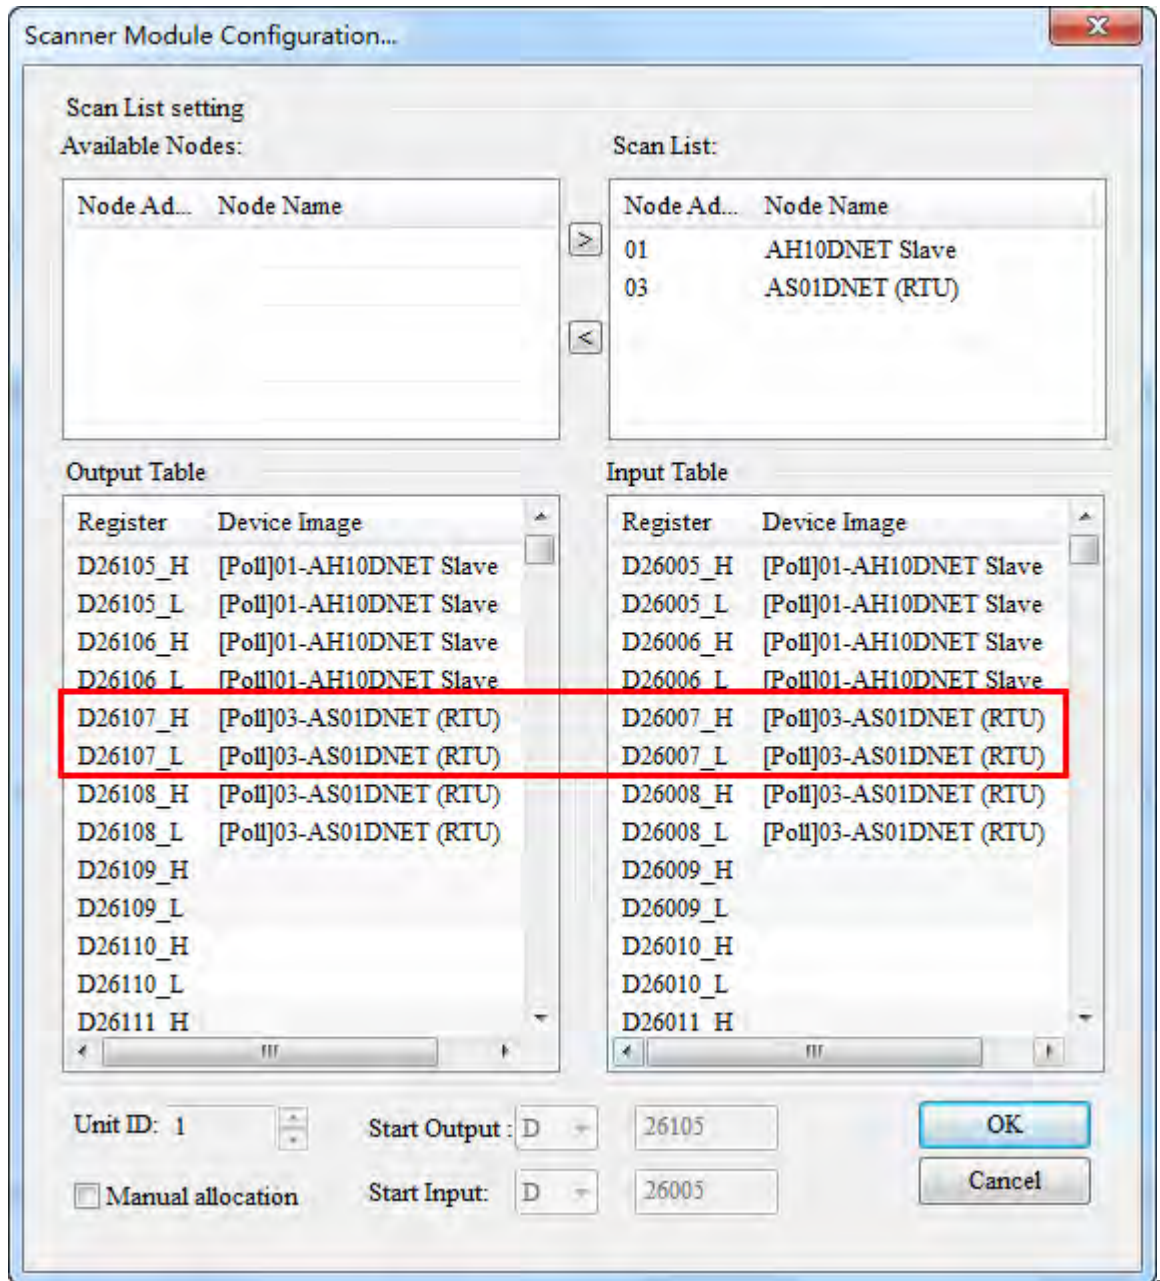 Scanner Module Configuration...
Scan List setting
Available Nodes:
Node Ad... Node Name
>
<
Scan List:
Node Ad... Node Name
01 AH10DNET Slave
03 AS01DNET (RTU)
Output Table
Register Device Image
D26105_H [Poll]01-AH10DNET Slave
D26105_L [Poll]01-AH10DNET Slave
D26106_H [Poll]01-AH10DNET Slave
D26106_L [Poll]01-AH10DNET Slave
D26107_H [Poll]03-AS01DNET (RTU)
D26107_L [Poll]03-AS01DNET (RTU)
D26108_H [Poll]03-AS01DNET (RTU)
D26108_L [Poll]03-AS01DNET (RTU)
D26109_H
D26109_L
D26110_H
D26110_L
D26111_H
Input Table
Register Device Image
D26005_H [Poll]01-AH10DNET Slave
D26005_L [Poll]01-AH10DNET Slave
D26006_H [Poll]01-AH10DNET Slave
D26006_L [Poll]01-AH10DNET Slave
D26007_H [Poll]03-AS01DNET (RTU)
D26007_L [Poll]03-AS01DNET (RTU)
D26008_H [Poll]03-AS01DNET (RTU)
D26008_L [Poll]03-AS01DNET (RTU)
D26009_H
D26009_L
D26010_H
D26010_L
D26011_H
Unit ID: 1
Start Output : D 26105
OK
Manual allocation
Start Input: D 26005
Cancel